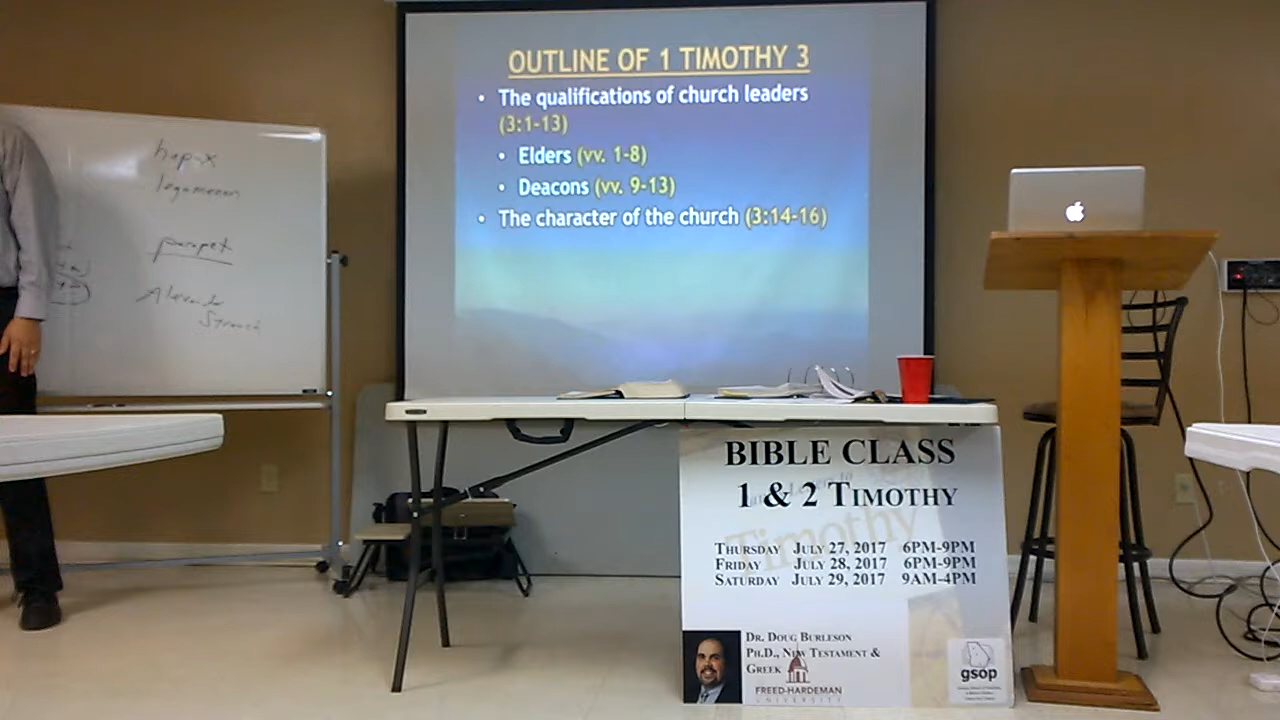 hapax
legomenon
parapet
Alexander
Strauch
OUTLINE OF 1 TIMOTHY 3
• The qualifications of church leaders
(3:1-13)
• Elders (vv. 1-8)
• Deacons (vv. 9-13)
• The character of the church (3:14-16)
BIBLE CLASS
1 & 2 TIMOTHY
Timothy
THURSDAY JULY 27, 2017 6PM-9PM
FRIDAY JULY 28, 2017 6PM-9PM
SATURDAY JULY 29, 2017 9AM-4PM
DR. DOUG BURLESON
PH.D., NEW TESTAMENT &
GREEK
FREED-HARDEMAN
UNIVERSITY
gsop